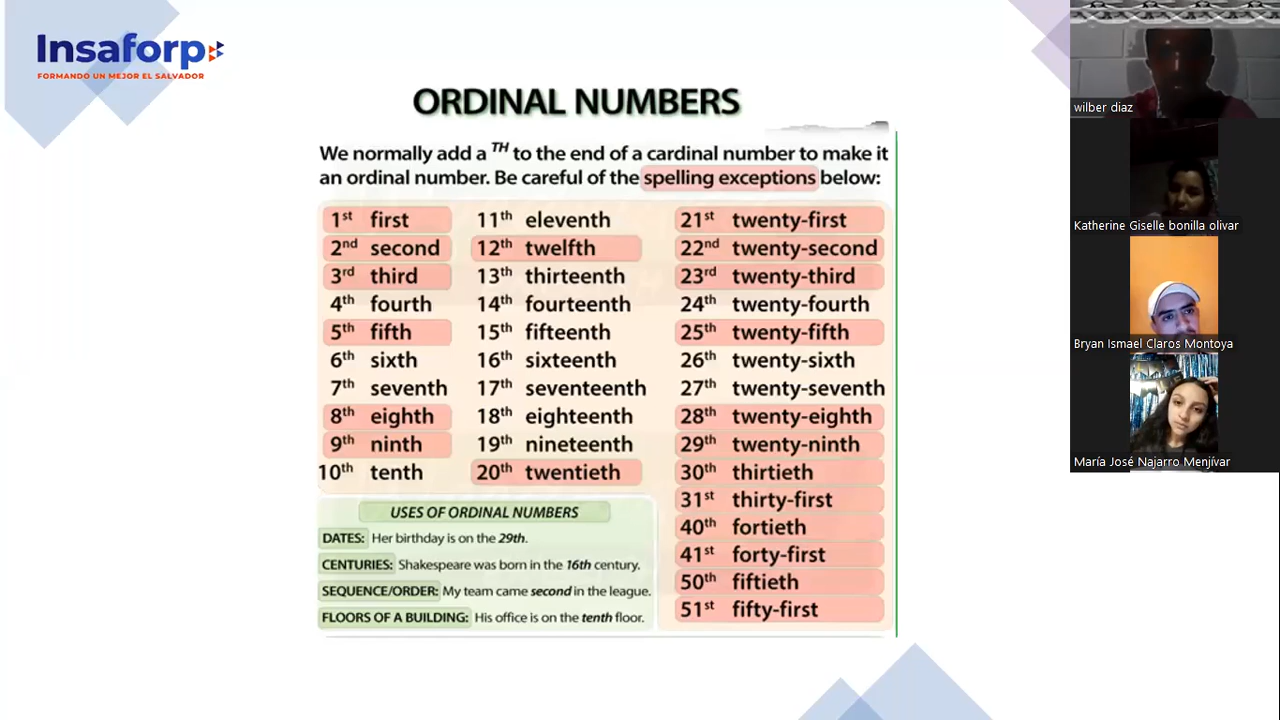 Insaforp
FORMANDO UN MEJOR EL SALVADOR
ORDINAL NUMBERS
We normally add a TH to the end of a cardinal number to make it
an ordinal number. Be careful of the spelling exceptions below:
1st first
2nd second
3rd third
4th fourth
5th fifth
6th sixth
7th seventh
8th eighth
9th ninth
10th tenth
11th eleventh
12th twelfth
13th thirteenth
14th fourteenth
15th fifteenth
16th sixteenth
17th seventeenth
18th eighteenth
19th nineteenth
20th twentieth
21st twenty-first
22nd twenty-second
23rd twenty-third
24th twenty-fourth
25th twenty-fifth
26th twenty-sixth
27th twenty-seventh
28th twenty-eighth
29th twenty-ninth
30th thirtieth
31st thirty-first
40th fortieth
41st forty-first
50th fiftieth
51st fifty-first
USES OF ORDINAL NUMBERS
DATES: Her birthday is on the 29th.
CENTURIES: Shakespeare was born in the 16th century.
SEQUENCE/ORDER: My team came second in the league.
FLOORS OF A BUILDING: His office is on the tenth floor.
wilber diaz
Katherine Giselle bonilla olivar
Bryan Ismael Claros Montoya
María José Najarro Menjívar